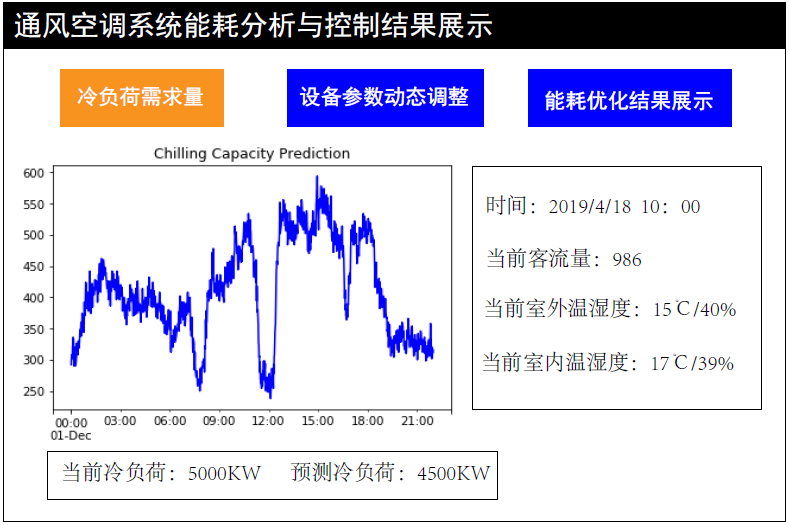 通风空调系统能耗分析与控制结果展示
冷负荷需求量
设备参数动态调整
能耗优化结果展示
Chilling Capacity Prediction
600
550
500
450
400
350
300
250
00:00 03:00 06:00 09:00 12:00 15:00 18:00 21:00
01-Dec
时间：2019/4/18 10：00
当前客流量：986
当前室外温湿度：15℃/40%
当前室内温湿度：17℃/39%
当前冷负荷：5000KW 预测冷负荷：4500KW